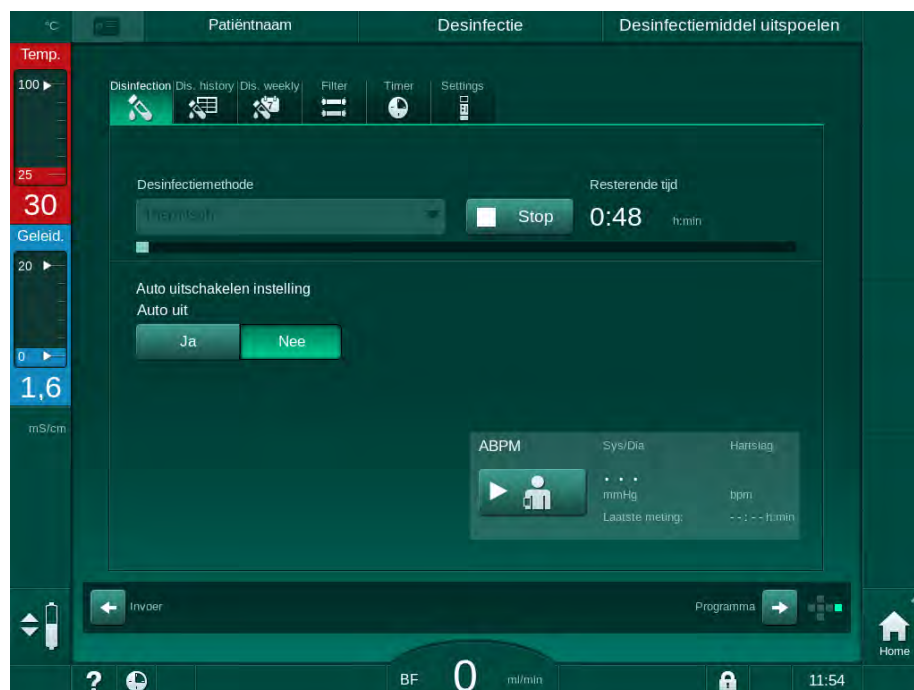 °C Patiëntnaam Desinfectie Desinfectiemiddel uitspoelen
Temp.
100
25
30
Geleid.
20
0
1,6
mS/cm
Disinfection Dis. history Dis. weekly Filter Timer Settings
7
Desinfectiemethode
Thermisch
Stop
Resterende tijd
0:48 h:min
Auto uitschakelen instelling
Auto uit
Ja Nee
ABPM Sys/Dia Hartslag
. . .
mmHg bpm
Laatste meting: --:-- h:min
Invoer Programma
Home
? BF 0 ml/min 11:54